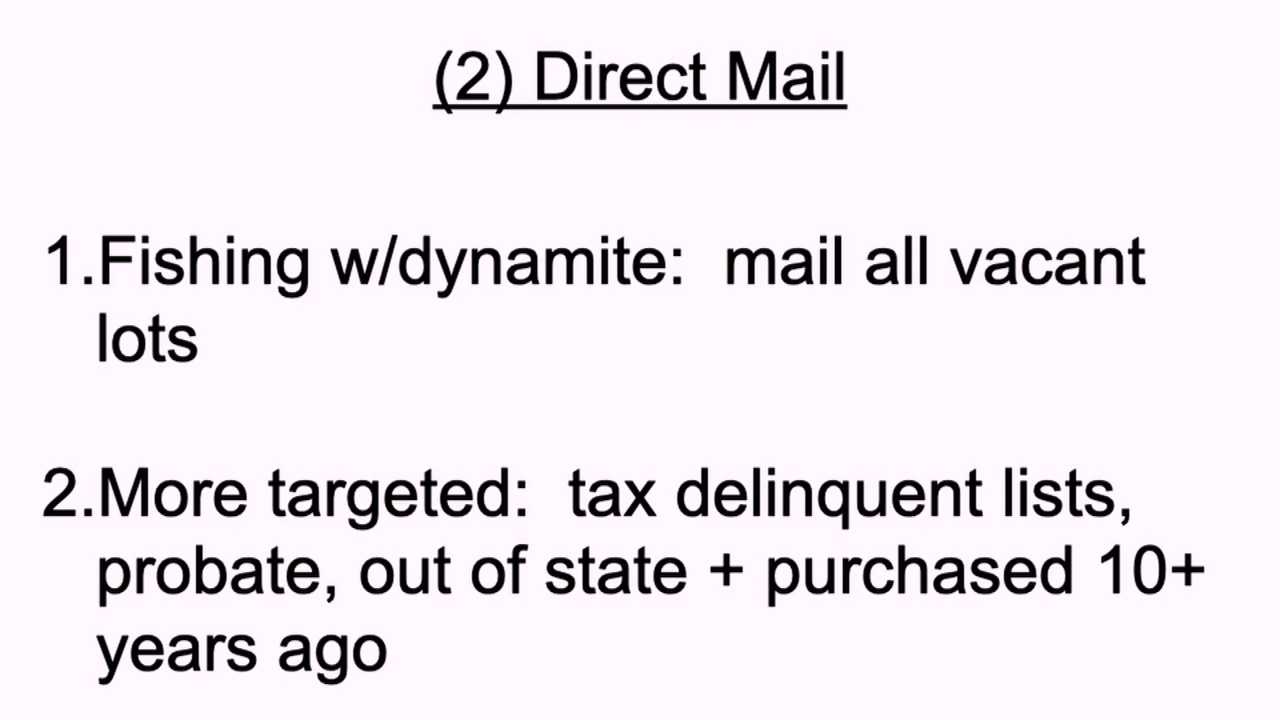 (2) Direct Mail
1.Fishing w/dynamite:  mail all vacant
lots
2.More targeted:  tax delinquent lists,
probate, out of state + purchased 10+
years ago